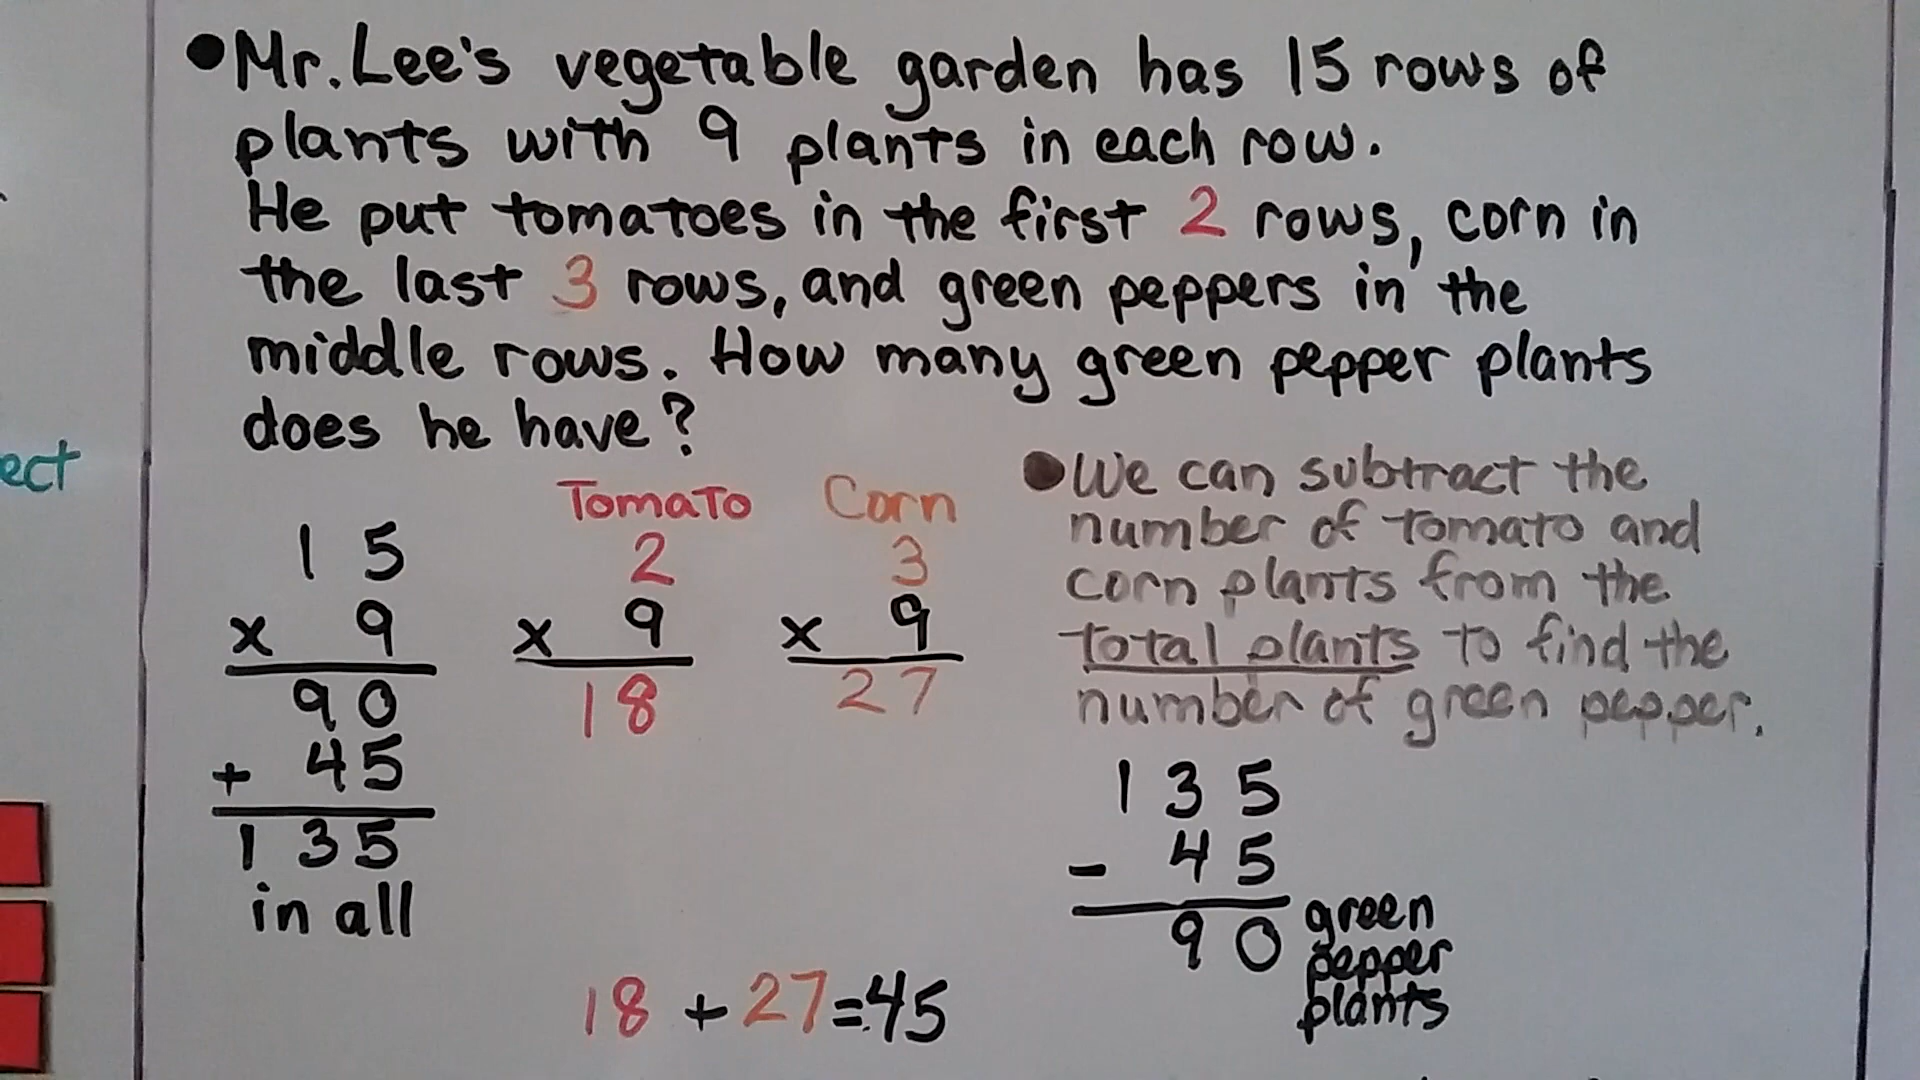 •Mr. Lee's vegetable garden has 15 rows of
plants with 9 plants in each row.
He put tomatoes in the first 2 rows, corn in
the last 3 rows, and green peppers in the
middle rows. How many green pepper plants
does he have?
ect
15
x 9
90
+ 45
135
in all
Tomato
2
x 9
18
Corn
3
x 9
27
18 + 27 = 45
•We can subtract the
number of tomato and
corn plants from the
total plants to find the
number of green pepper.
135
- 45
90 green
pepper
plants